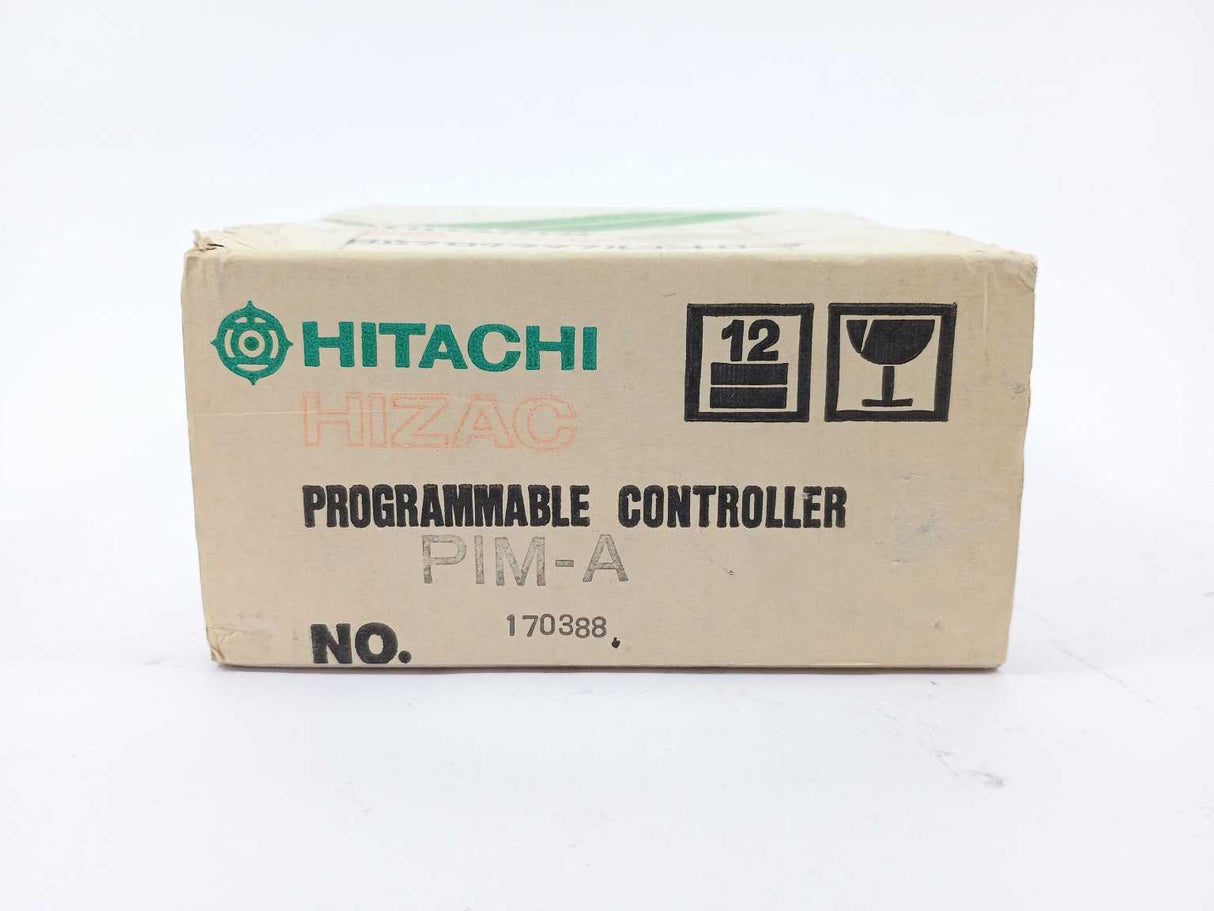 HITACHI
12
HIZAC
PROGRAMMABLE CONTROLLER
PIM-A
NO. 170388